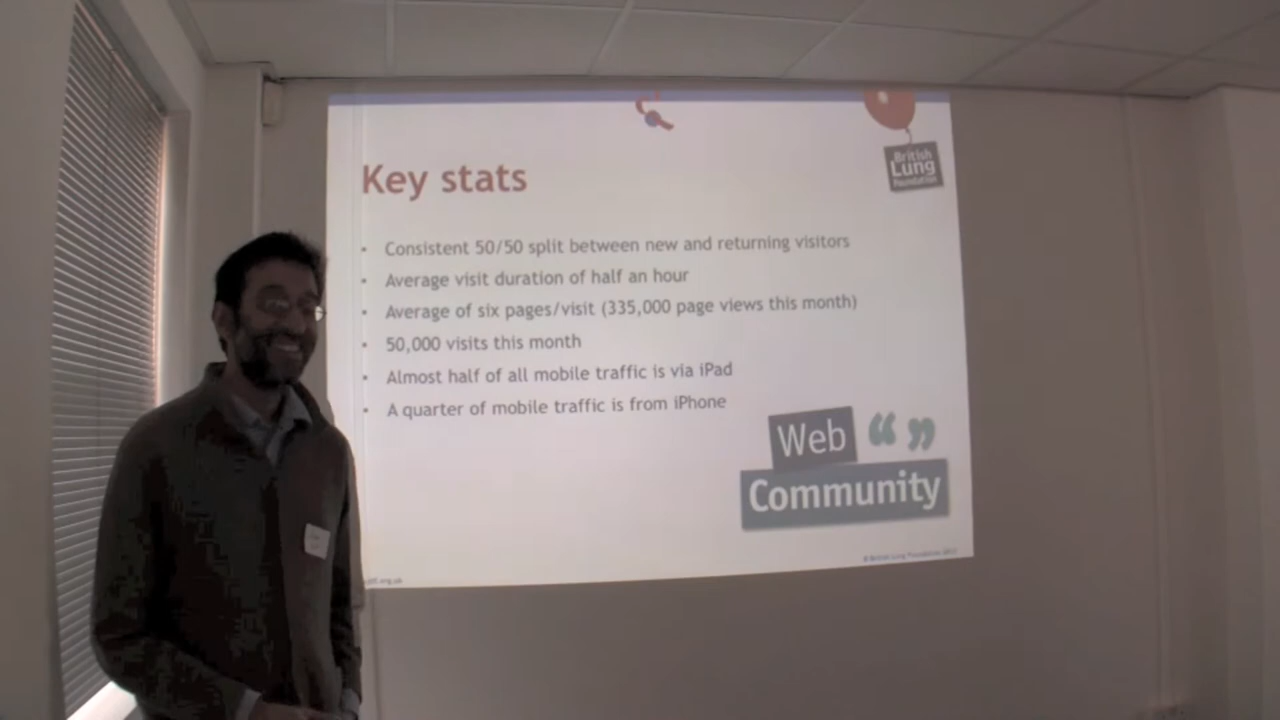 British
Lung
Foundation
Key stats
• Consistent 50/50 split between new and returning visitors
• Average visit duration of half an hour
• Average of six pages/visit (335,000 page views this month)
• 50,000 visits this month
• Almost half of all mobile traffic is via iPad
• A quarter of mobile traffic is from iPhone
Web “ ”
Community